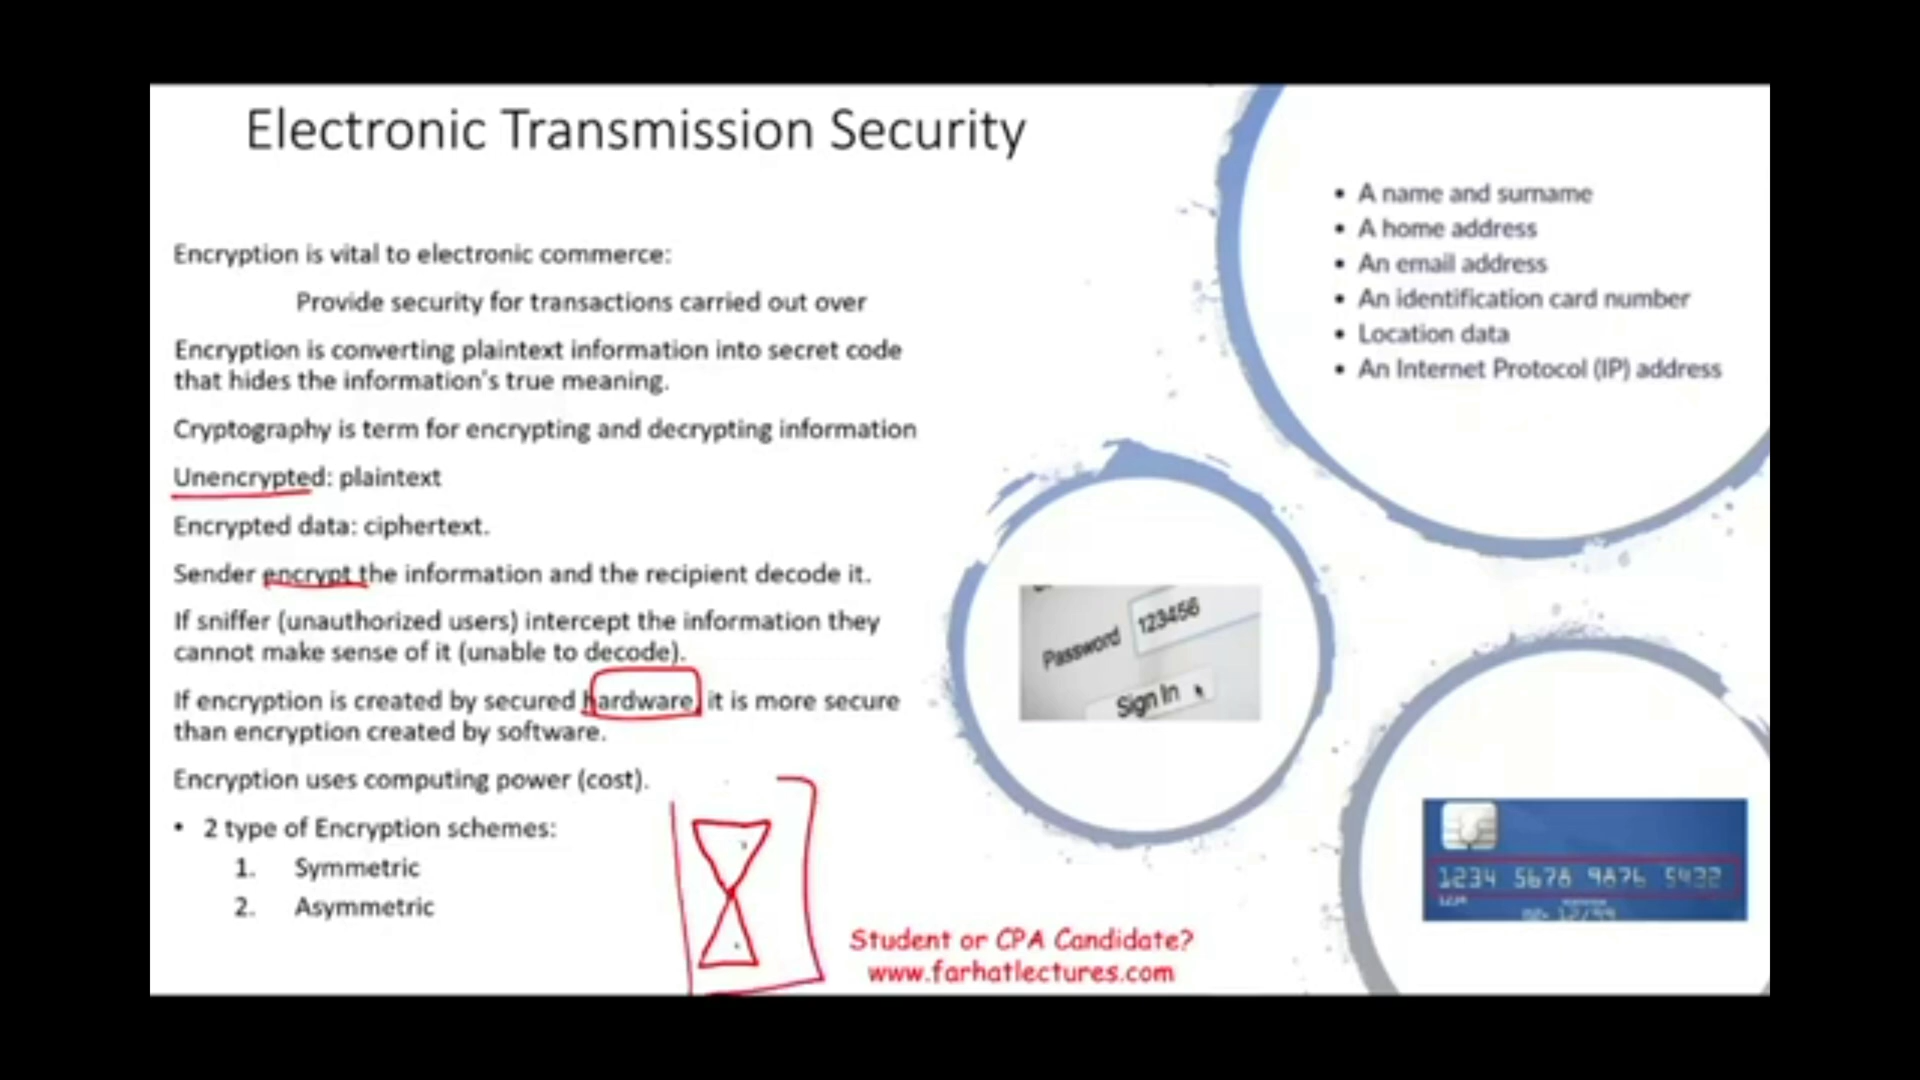 Electronic Transmission Security
Encryption is vital to electronic commerce:
Provide security for transactions carried out over
Encryption is converting plaintext information into secret code
that hides the information's true meaning.
Cryptography is term for encrypting and decrypting information
Unencrypted: plaintext
Encrypted data: ciphertext.
Sender encrypt the information and the recipient decode it.
If sniffer (unauthorized users) intercept the information they
cannot make sense of it (unable to decode).
If encryption is created by secured hardware, it is more secure
than encryption created by software.
Encryption uses computing power (cost).
• 2 type of Encryption schemes:
1. Symmetric
2. Asymmetric
• A name and surname
• A home address
• An email address
• An identification card number
• Location data
• An Internet Protocol (IP) address
Password 123456
Sign In
1234 5678 9876 5432
1234
12/99
Student or CPA Candidate?
www.farhatlectures.com